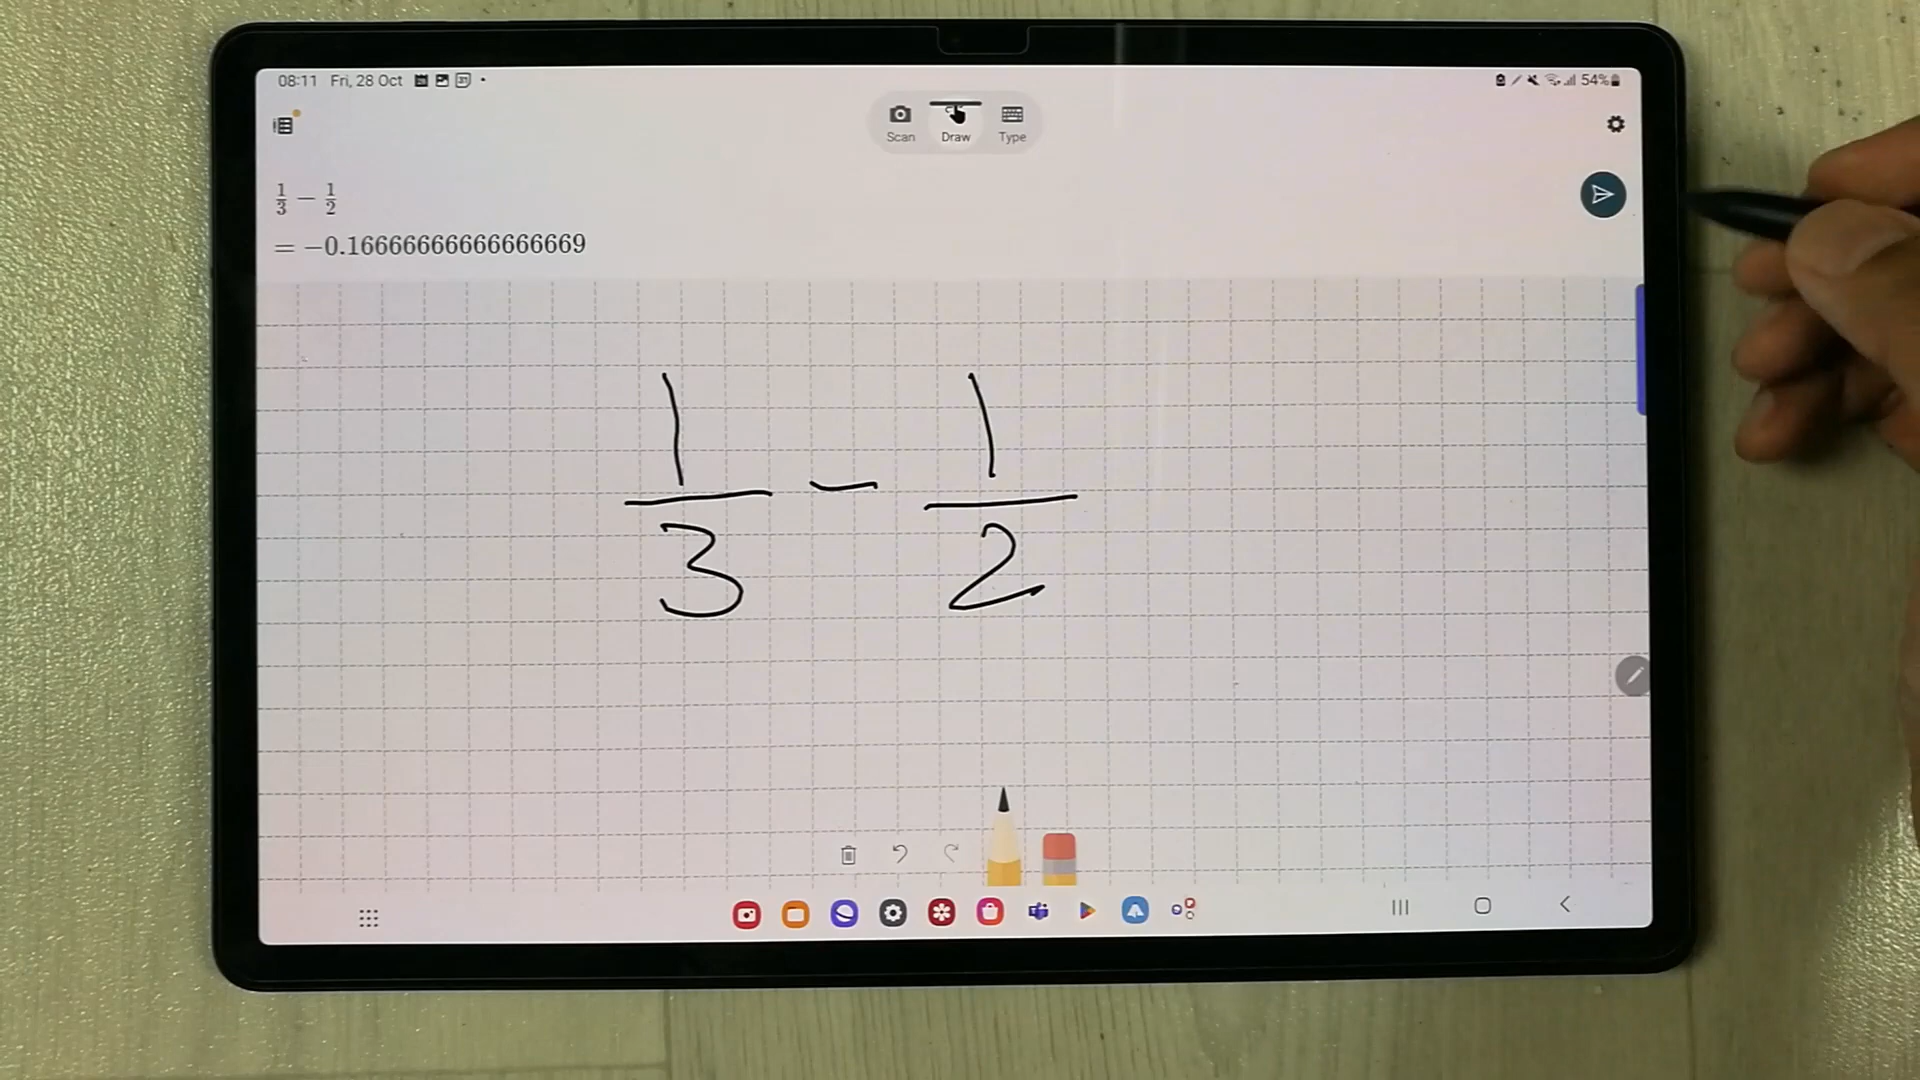 08:11 Fri, 28 Oct 31 54%
Scan Draw Type
1/3 − 1/2
= −0.16666666666666669
1/3 − 1/2